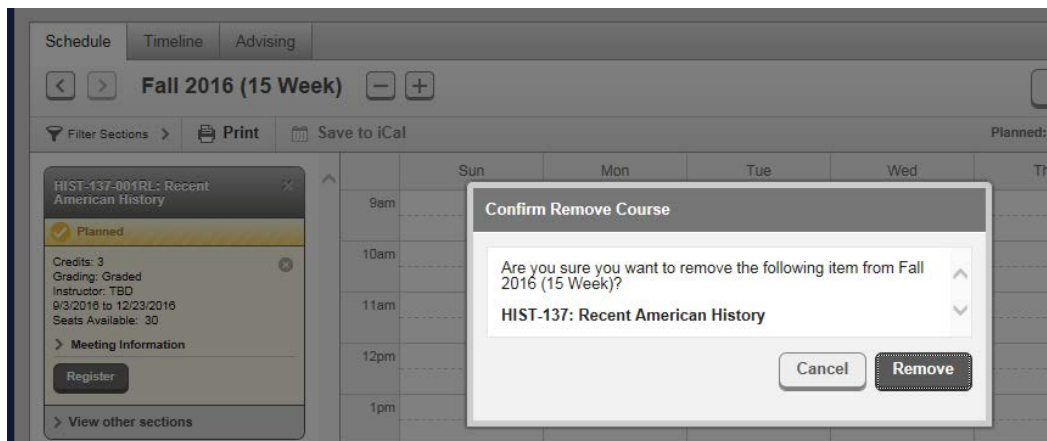 Schedule Timeline Advising
Fall 2016 (15 Week)
Filter Sections Print Save to iCal Planned:
Sun Mon Tue Wed Th
HIST-137-001RL: Recent
American History
Planned
Credits: 3
Grading: Graded
Instructor: TBD
9/3/2016 to 12/23/2016
Seats Available: 30
Meeting Information
Register
View other sections
9am
10am
11am
12pm
1pm
Confirm Remove Course
Are you sure you want to remove the following item from Fall
2016 (15 Week)?
HIST-137: Recent American History
Cancel Remove